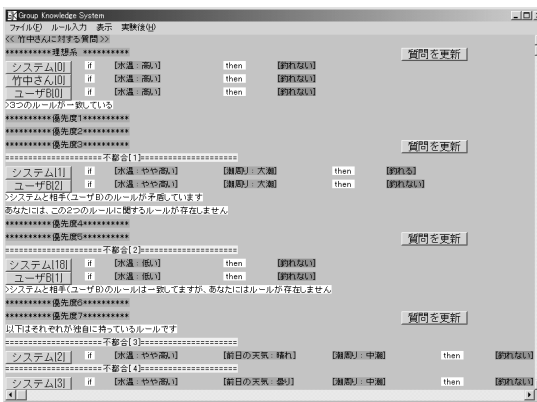 Group Knowledge System
ファイル(F) ルール入力 表示 実験後(H)
<< 竹中さんに対する質問>>
**********理想系 **********
質問を更新
システム[0] if [水温：高い] then [釣れない]
竹中さん[0] if [水温：高い] then [釣れない]
ユーザB[0] if [水温：高い] then [釣れない]
>3つのルールが一致している
**********優先度1**********
**********優先度2**********
**********優先度3**********
質問を更新
=====================不都合[1]=====================
システム[1] if [水温：やや高い] [潮周り：大潮] then [釣れる]
ユーザB[2] if [水温：やや高い] [潮周り：大潮] then [釣れない]
>システムと相手(ユーザB)のルールが矛盾しています
あなたには、この2つのルールに関するルールが存在しません
**********優先度4**********
**********優先度5**********
質問を更新
=====================不都合[2]=====================
システム[18] if [水温：低い] then [釣れない]
ユーザB[1] if [水温：低い] then [釣れない]
>システムと相手(ユーザB)のルールは一致してますが、あなたにはルールが存在しません
**********優先度6**********
**********優先度7**********
質問を更新
以下はそれぞれが独自に持っているルールです
=====================不都合[3]=====================
システム[2] if [水温：やや高い] [前日の天気：晴れ] [潮周り：中潮] then [釣れない]
=====================不都合[4]=====================
システム[3] if [水温：やや高い] [前日の天気：曇り] [潮周り：中潮] then [釣れない]